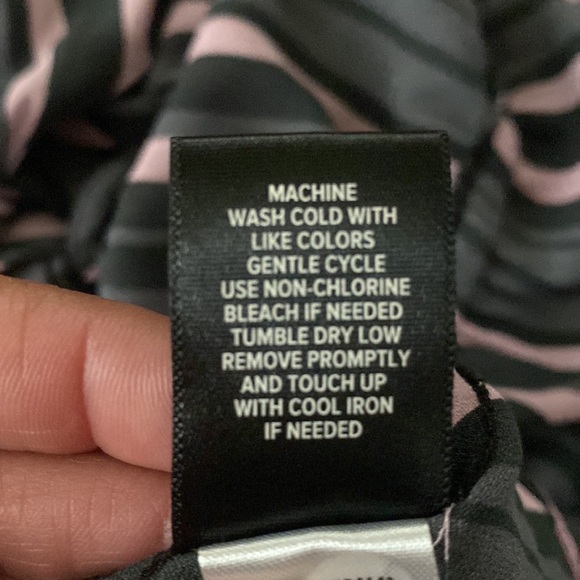 MACHINE
WASH COLD WITH
LIKE COLORS
GENTLE CYCLE
USE NON-CHLORINE
BLEACH IF NEEDED
TUMBLE DRY LOW
REMOVE PROMPTLY
AND TOUCH UP
WITH COOL IRON
IF NEEDED